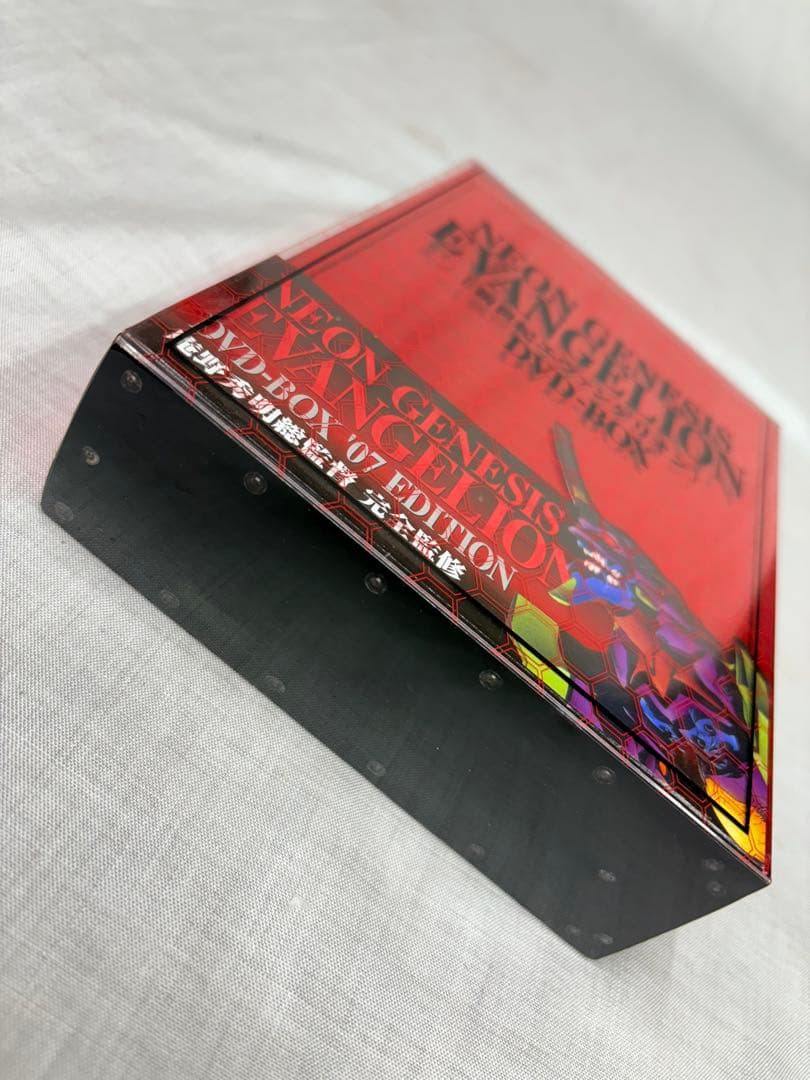 NEON GENESIS
EVANGELION
DVD-BOX
NEON GENESIS
EVANGELION
DVD-BOX '07 EDITION
庵野秀明総監督 完全監修